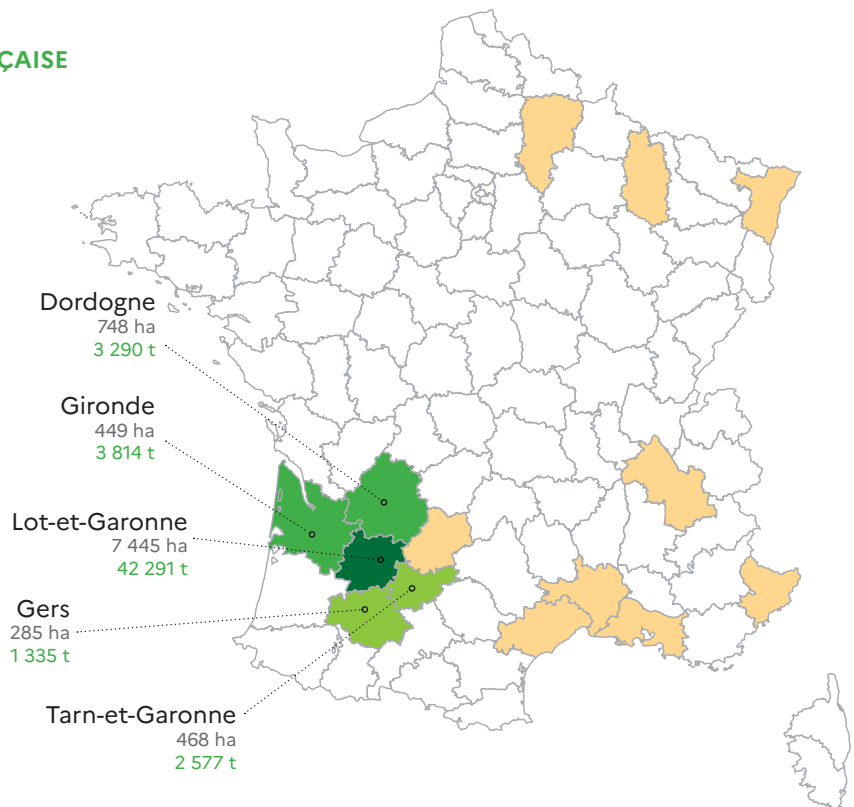 ÇAISE
Dordogne
748 ha
3 290 t
Gironde
449 ha
3 814 t
Lot-et-Garonne
7 445 ha
42 291 t
Gers
285 ha
1 335 t
Tarn-et-Garonne
468 ha
2 577 t